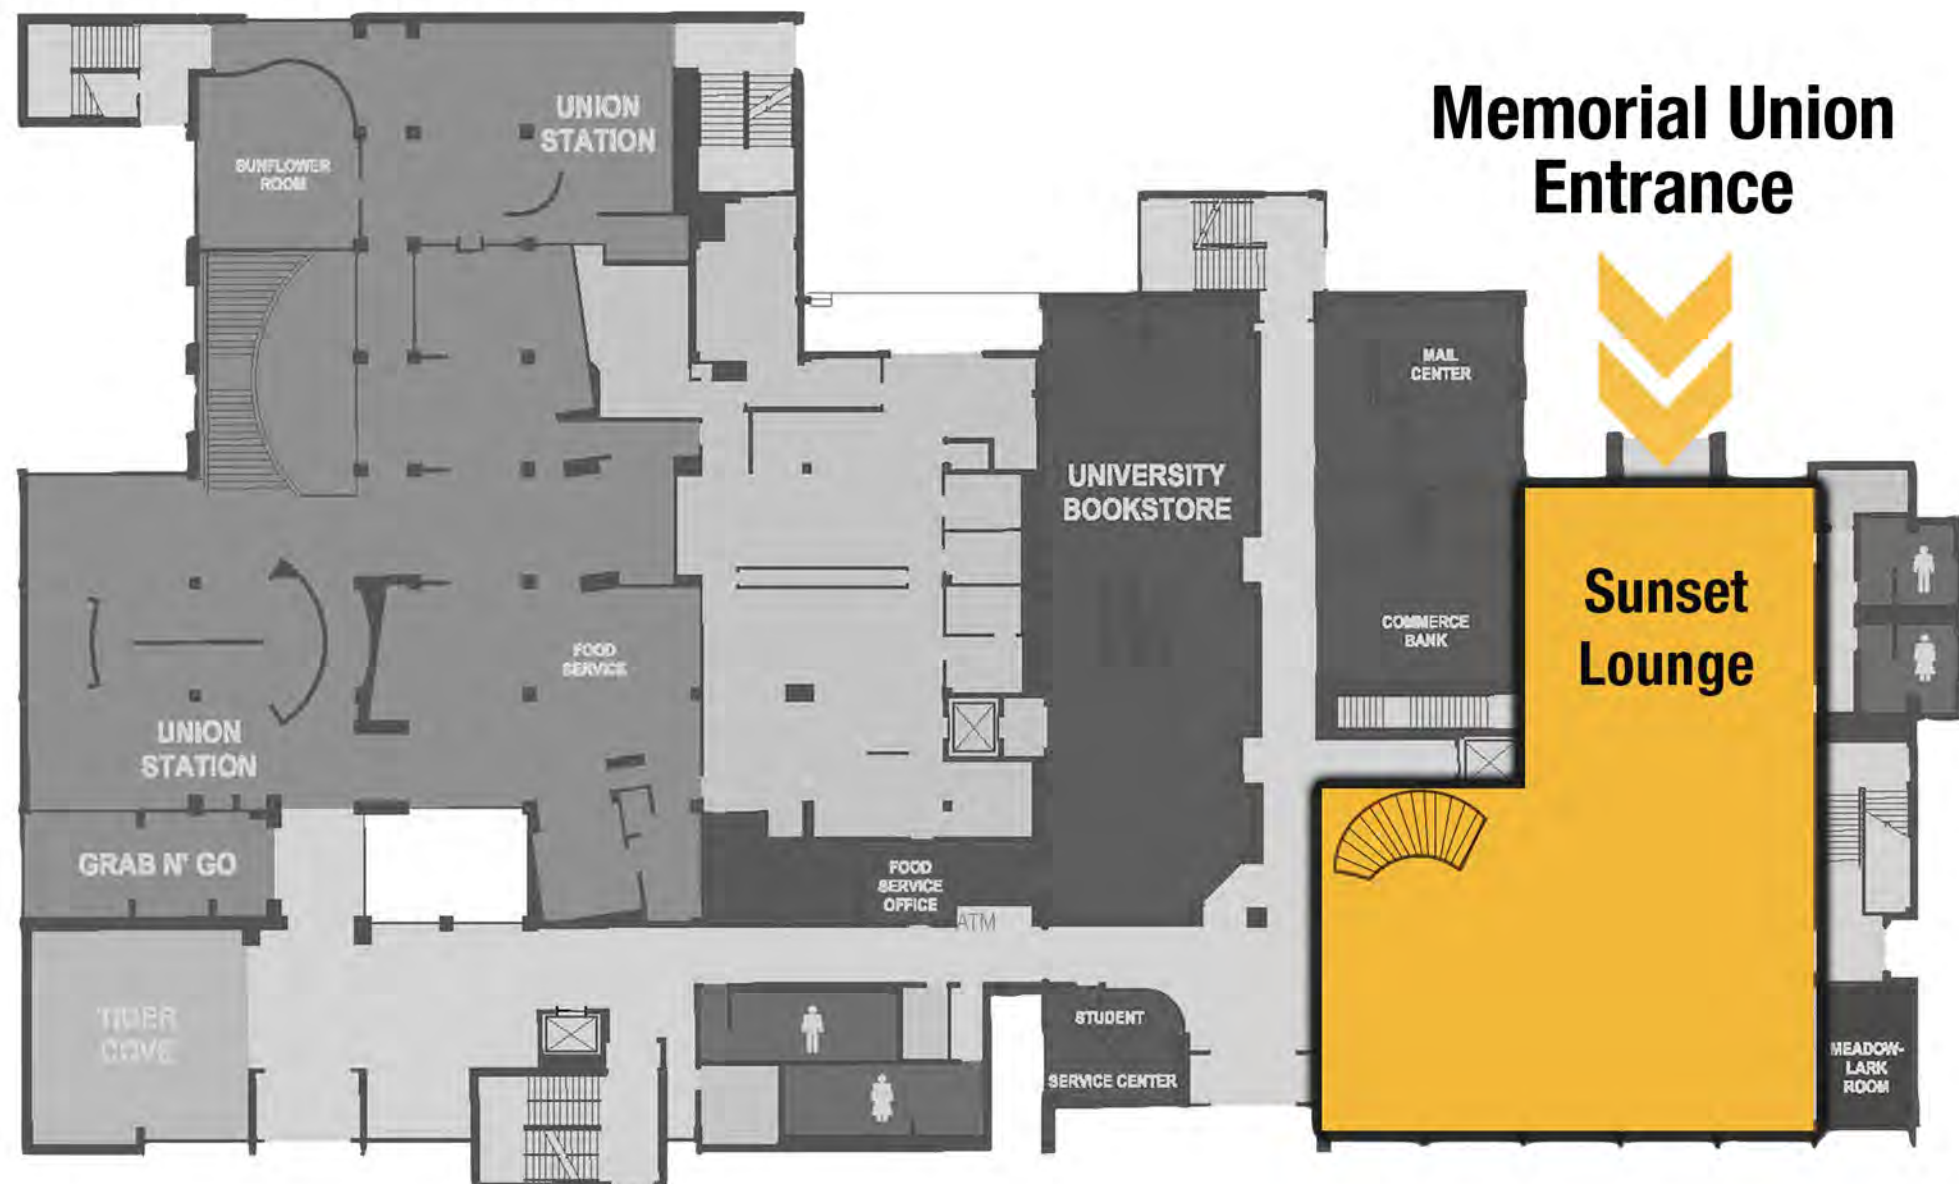 Memorial Union
Entrance
UNION
STATION
SUNFLOWER
ROOM
MAIL
CENTER
UNIVERSITY
BOOKSTORE
Sunset
Lounge
COMMERCE
BANK
FOOD
SERVICE
UNION
STATION
GRAB N' GO
FOOD
SERVICE
OFFICE
ATM
TIGER
COVE
STUDENT
SERVICE CENTER
MEADOW-
LARK
ROOM